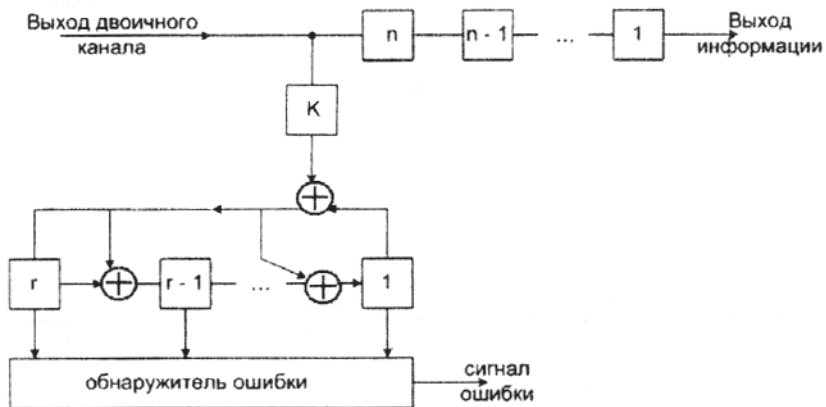 Выход двоичного
канала
n
n - 1
...
1
Выход
информации
K
r
r - 1
...
1
обнаружитель ошибки
сигнал
ошибки